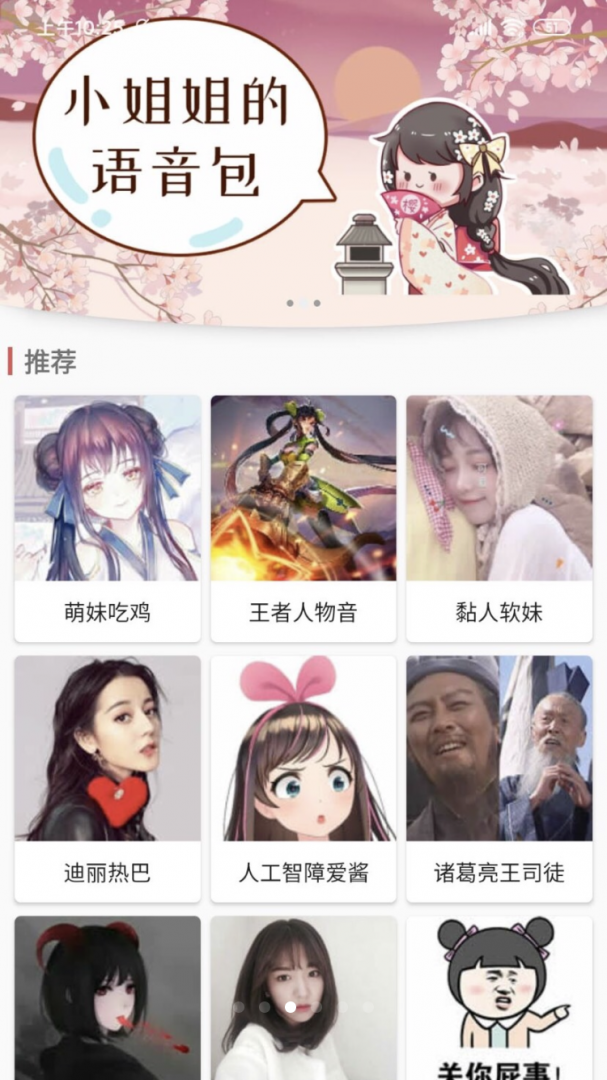 上午10:25
51
小姐姐的
语音包
樱
推荐
萌妹吃鸡
王者人物音
黏人软妹
迪丽热巴
人工智障爱酱
诸葛亮王司徒
关你屁事!